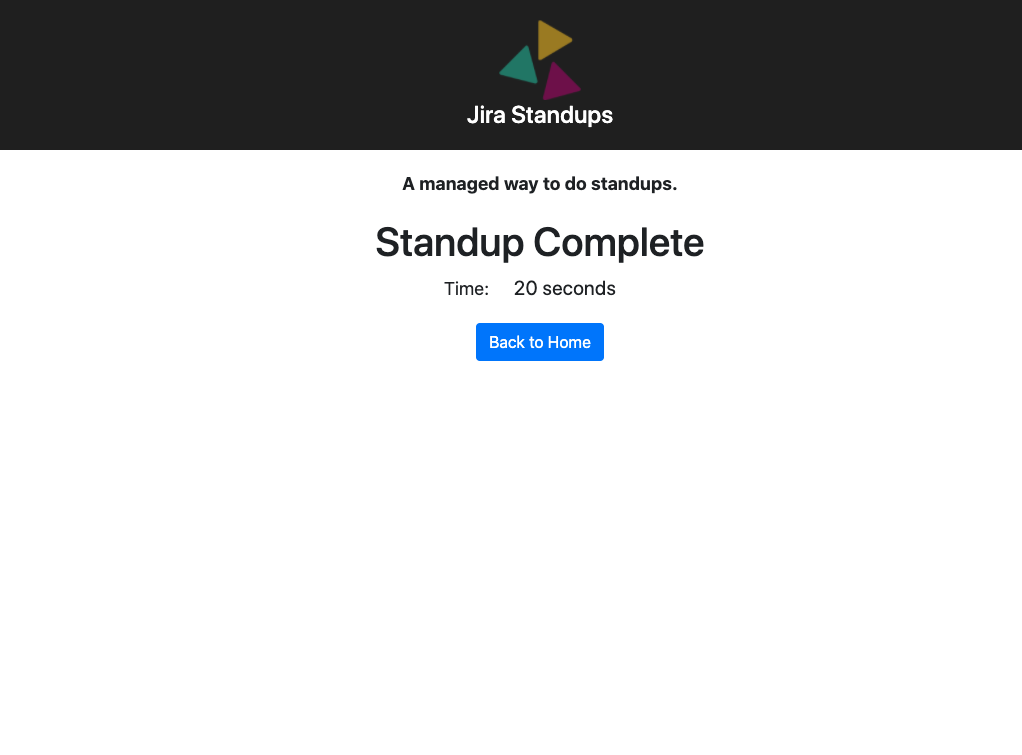 Jira Standups
A managed way to do standups.
Standup Complete
Time: 20 seconds
Back to Home